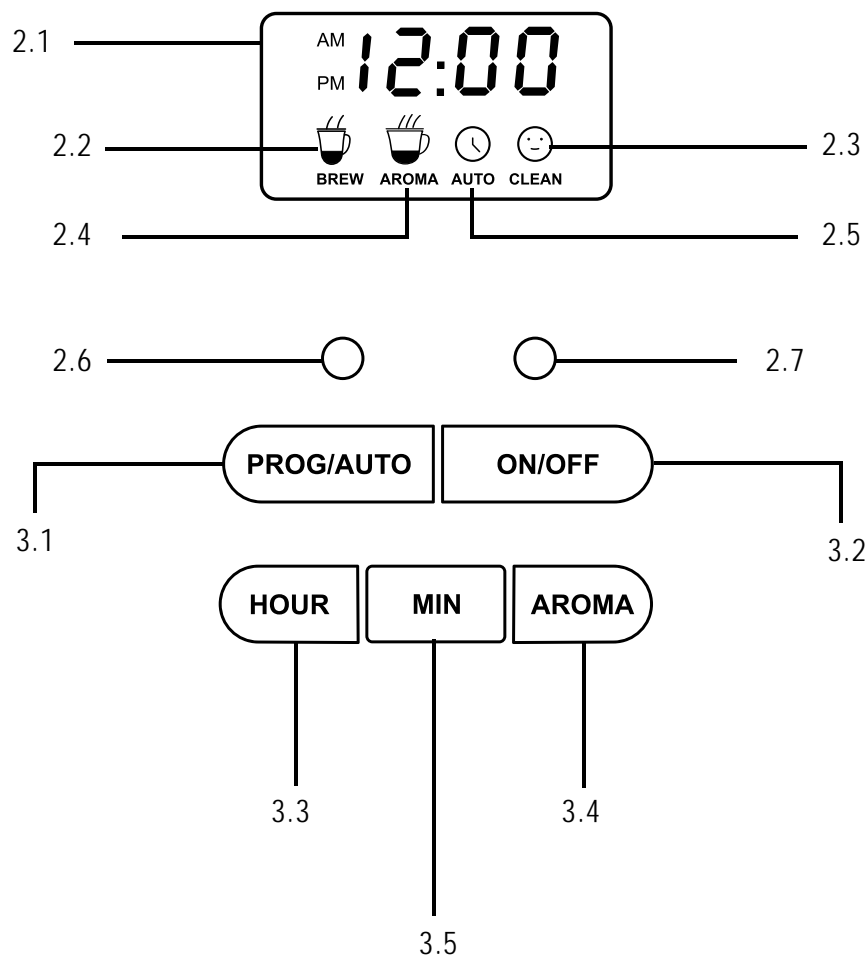 2.1
AM
12:00
PM
2.2
2.3
BREW AROMA AUTO CLEAN
2.4
2.5
2.6
2.7
PROG/AUTO ON/OFF
3.1
3.2
HOUR MIN AROMA
3.3
3.4
3.5